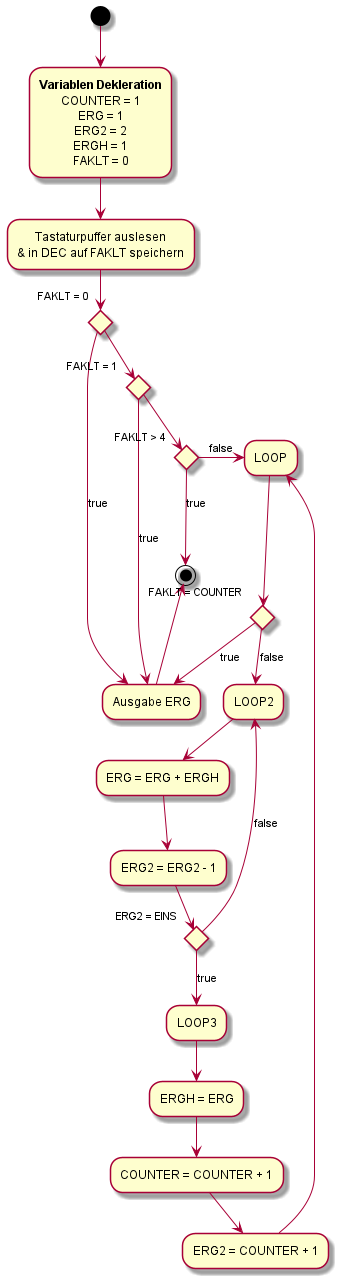 Variablen Dekleration
COUNTER = 1
ERG = 1
ERG2 = 2
ERGH = 1
FAKLT = 0
Tastaturpuffer auslesen
& in DEC auf FAKLT speichern
FAKLT = 0
FAKLT = 1
FAKLT > 4
false
LOOP
true
true
true
FAKLT = COUNTER
true
false
Ausgabe ERG
LOOP2
ERG = ERG + ERGH
ERG2 = ERG2 - 1
false
ERG2 = EINS
true
LOOP3
ERGH = ERG
COUNTER = COUNTER + 1
ERG2 = COUNTER + 1